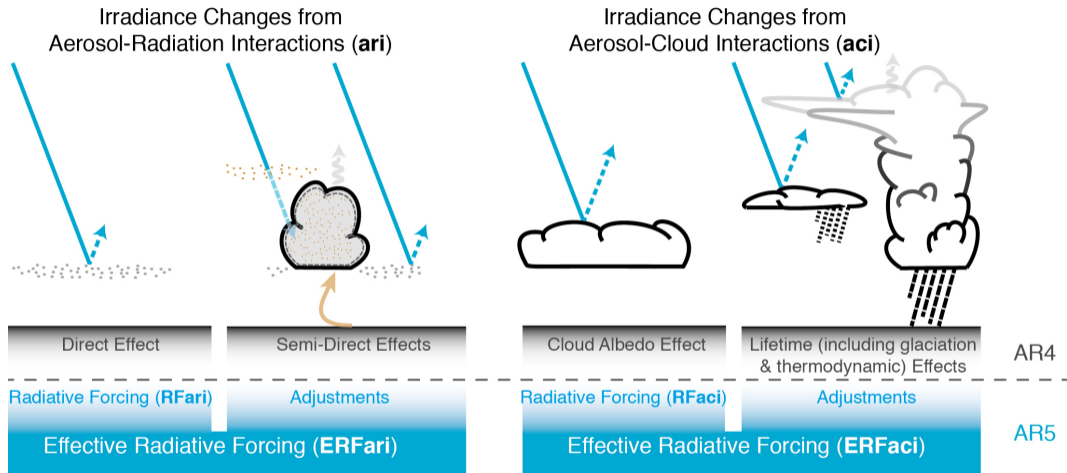 Irradiance Changes from
Aerosol-Radiation Interactions (ari)
Irradiance Changes from
Aerosol-Cloud Interactions (aci)
Direct Effect
Semi-Direct Effects
Cloud Albedo Effect
Lifetime (including glaciation
& thermodynamic) Effects
AR4
Radiative Forcing (RFari)
Adjustments
Radiative Forcing (RFaci)
Adjustments
Effective Radiative Forcing (ERFari)
Effective Radiative Forcing (ERFaci)
AR5